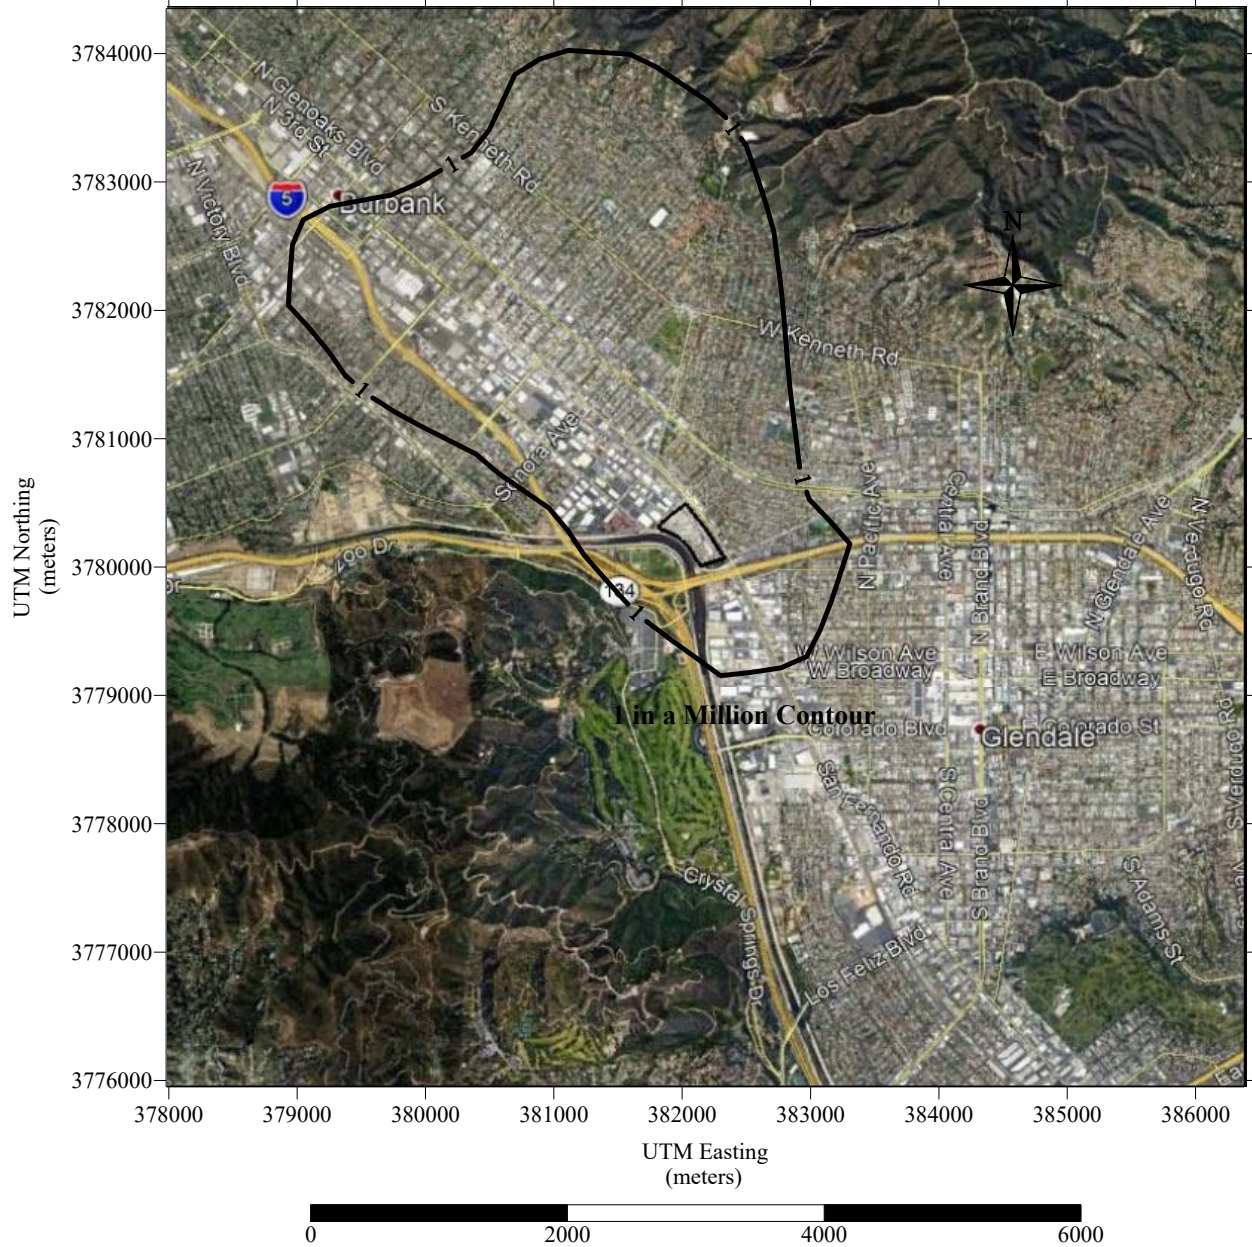 3784000
3783000
3782000
3781000
3780000
3779000
3778000
3777000
3776000
UTM Northing
(meters)
N Glenoaks Blvd
N 3rd St
S Kenneth Rd
N Victory Blvd
5
Burbank
1
1
N
W Kenneth Rd
1
Sonora Ave
1
Zoo Dr
Dr
134
1
N Pacific Ave
Central Ave
N Brand Blvd
N Glendale Ave
N Verdugo Rd
W Wilson Ave
W Broadway
E Wilson Ave
E Broadway
1 in a Million Contour
Colorado Blvd
E Colorado St
Glendale
San Fernando Rd
S Central Ave
S Brand Blvd
S Verdugo Rd
S Adams St
Crystal Springs Dr
Los Feliz Blvd
378000 379000 380000 381000 382000 383000 384000 385000 386000
UTM Easting
(meters)
0 2000 4000 6000